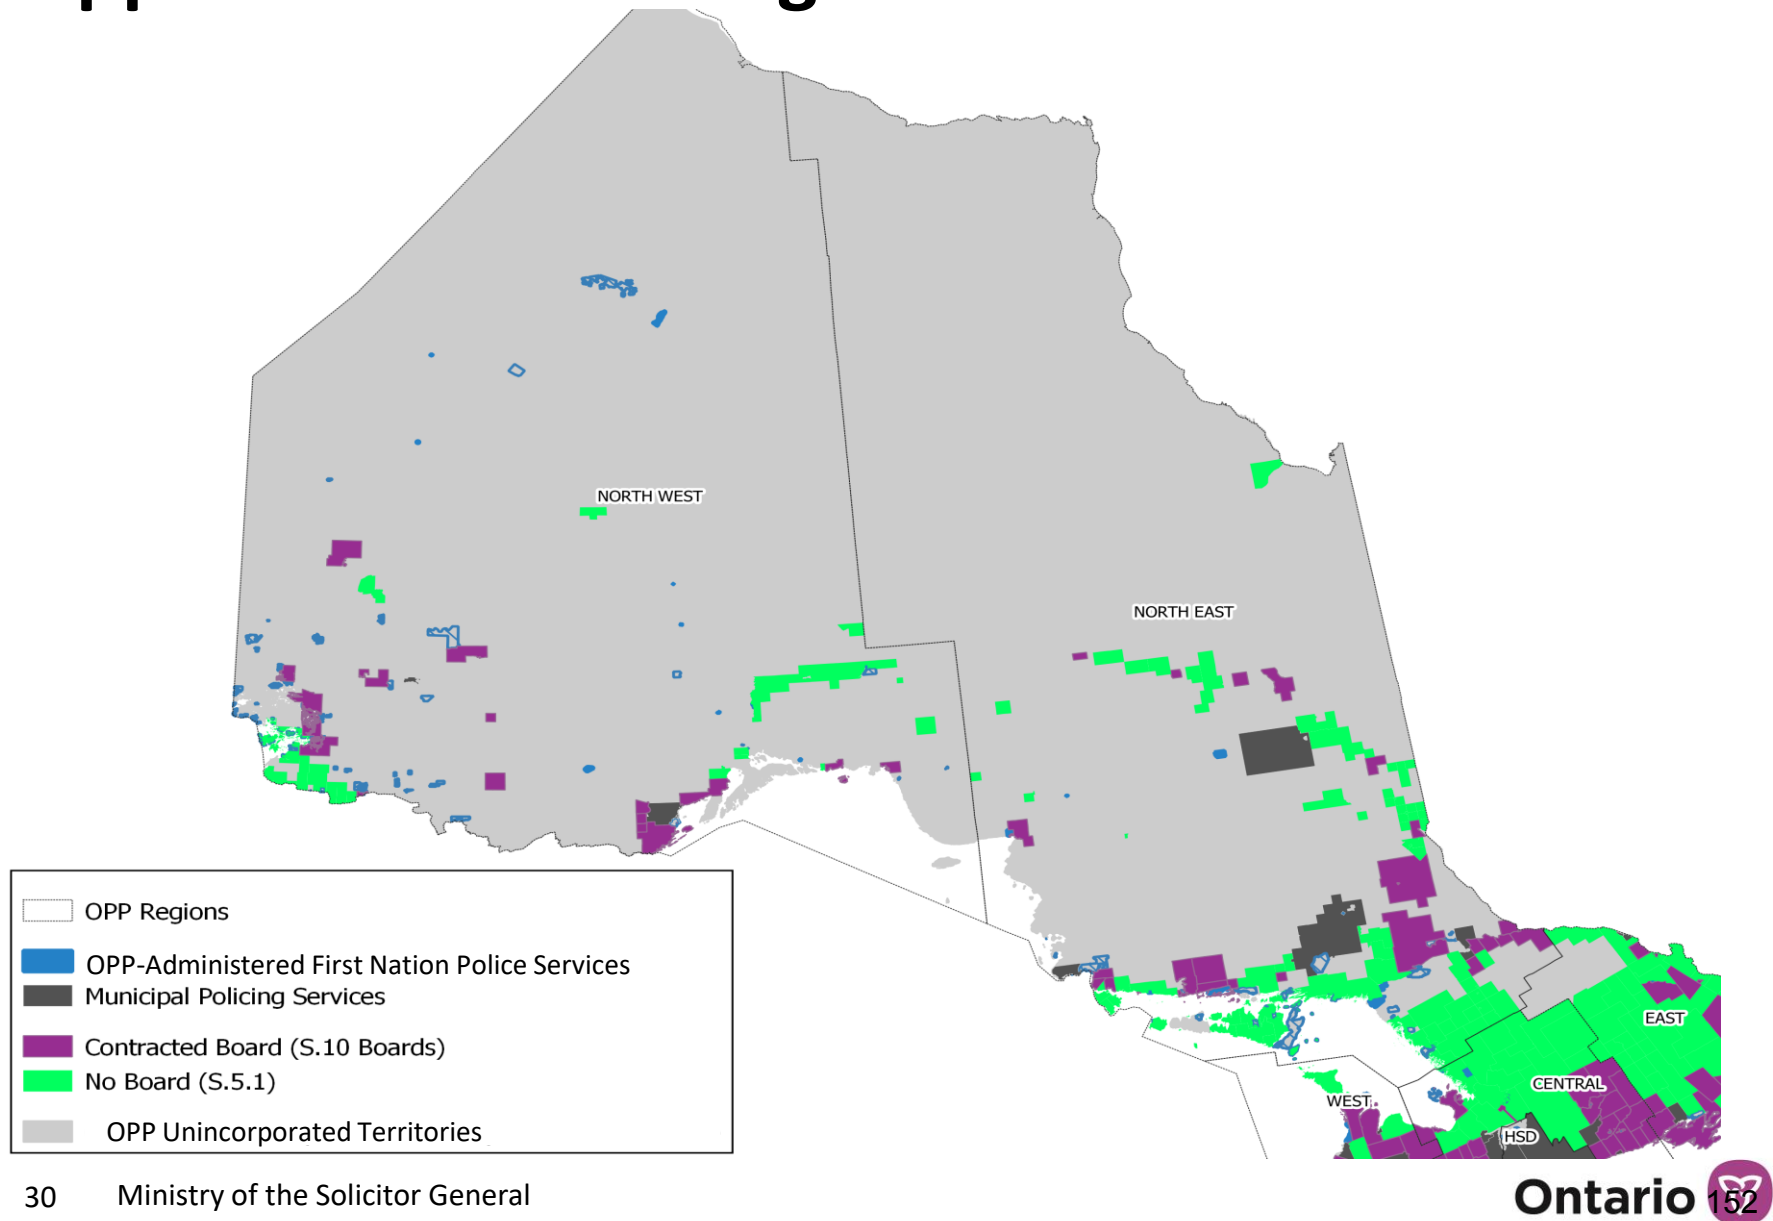 NORTH WEST
NORTH EAST
EAST
CENTRAL
WEST
HSD
OPP Regions
OPP-Administered First Nation Police Services
Municipal Policing Services
Contracted Board (S.10 Boards)
No Board (S.5.1)
OPP Unincorporated Territories
30 Ministry of the Solicitor General
Ontario 152